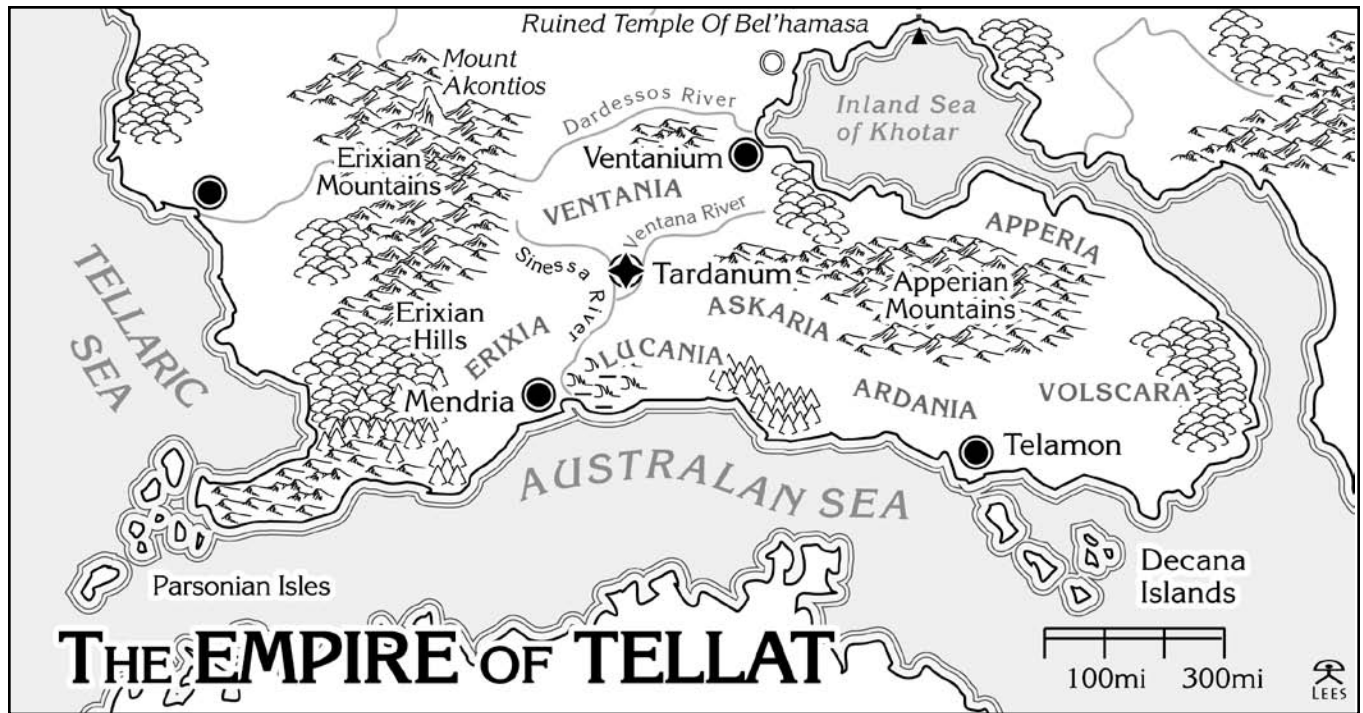 Ruined Temple Of Bel'hamasa
Mount
Akontios
Dardessos River
Inland Sea
of Khotar
Erixian
Mountains
Ventanium
VENTANIA
Ventana River
APPERIA
TELLARIC
SEA
Sinessa River
Tardanum
Apperian
Mountains
ASKARIA
Erixian
Hills
ERIXIA
LUCANIA
Mendria
ARDANIA
VOLSCARA
Telamon
AUSTRALAN SEA
Parsonian Isles
Decana
Islands
THE EMPIRE OF TELLAT
100mi 300mi
LEES